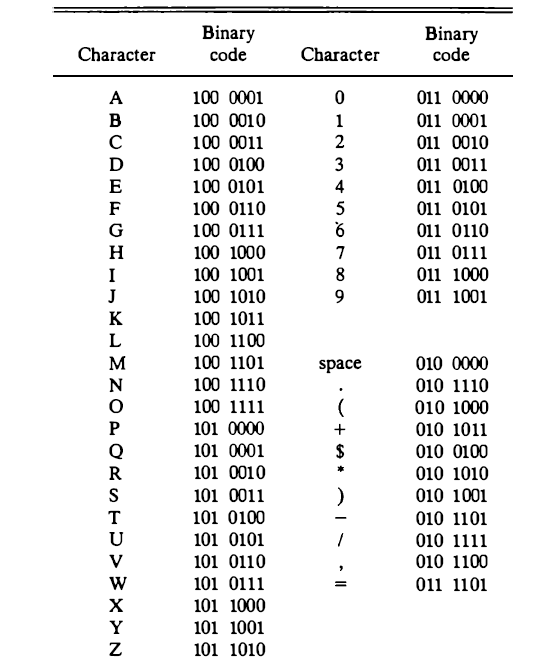 Binary Binary
Character code Character code
A 100 0001 0 011 0000
B 100 0010 1 011 0001
C 100 0011 2 011 0010
D 100 0100 3 011 0011
E 100 0101 4 011 0100
F 100 0110 5 011 0101
G 100 0111 6 011 0110
H 100 1000 7 011 0111
I 100 1001 8 011 1000
J 100 1010 9 011 1001
K 100 1011
L 100 1100
M 100 1101 space 010 0000
N 100 1110 . 010 1110
O 100 1111 ( 010 1000
P 101 0000 + 010 1011
Q 101 0001 $ 010 0100
R 101 0010 * 010 1010
S 101 0011 ) 010 1001
T 101 0100 − 010 1101
U 101 0101 / 010 1111
V 101 0110 , 010 1100
W 101 0111 = 011 1101
X 101 1000
Y 101 1001
Z 101 1010